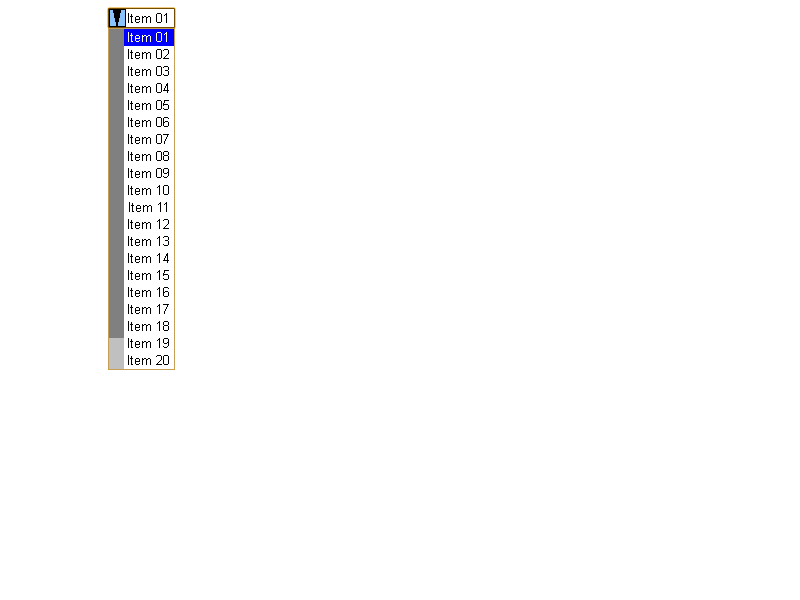 Item 01
Item 01
Item 02
Item 03
Item 04
Item 05
Item 06
Item 07
Item 08
Item 09
Item 10
Item 11
Item 12
Item 13
Item 14
Item 15
Item 16
Item 17
Item 18
Item 19
Item 20